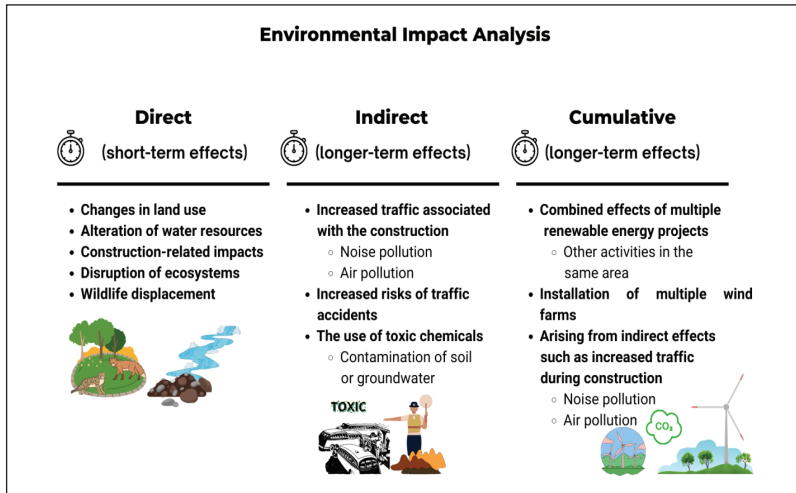 Environmental Impact Analysis
Direct
(short-term effects)
• Changes in land use
• Alteration of water resources
• Construction-related impacts
• Disruption of ecosystems
• Wildlife displacement
Indirect
(longer-term effects)
• Increased traffic associated
with the construction
○ Noise pollution
○ Air pollution
• Increased risks of traffic
accidents
• The use of toxic chemicals
○ Contamination of soil
or groundwater
TOXIC
Cumulative
(longer-term effects)
• Combined effects of multiple
renewable energy projects
○ Other activities in the
same area
• Installation of multiple wind
farms
• Arising from indirect effects
such as increased traffic
during construction
○ Noise pollution
○ Air pollution
CO₂